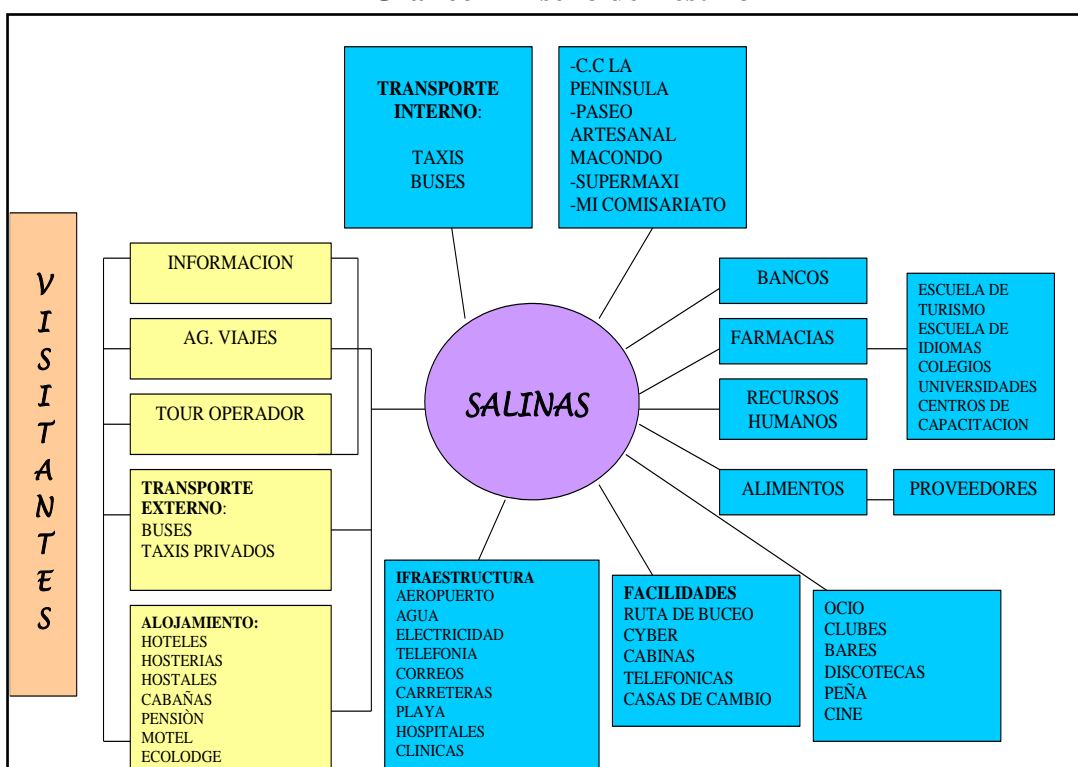 TRANSPORTE
INTERNO:
TAXIS
BUSES
-C.C LA
PENINSULA
-PASEO
ARTESANAL
MACONDO
-SUPERMAXI
-MI COMISARIATO
VISITANTES
INFORMACION
AG. VIAJES
TOUR OPERADOR
TRANSPORTE
EXTERNO:
BUSES
TAXIS PRIVADOS
ALOJAMIENTO:
HOTELES
HOSTERIAS
HOSTALES
CABAÑAS
PENSIÒN
MOTEL
ECOLODGE
SALINAS
BANCOS
FARMACIAS
RECURSOS
HUMANOS
ALIMENTOS
ESCUELA DE
TURISMO
ESCUELA DE
IDIOMAS
COLEGIOS
UNIVERSIDADES
CENTROS DE
CAPACITACION
PROVEEDORES
IFRAESTRUCTURA
AEROPUERTO
AGUA
ELECTRICIDAD
TELEFONIA
CORREOS
CARRETERAS
PLAYA
HOSPITALES
CLINICAS
FACILIDADES
RUTA DE BUCEO
CYBER
CABINAS
TELEFONICAS
CASAS DE CAMBIO
OCIO
CLUBES
BARES
DISCOTECAS
PEÑA
CINE